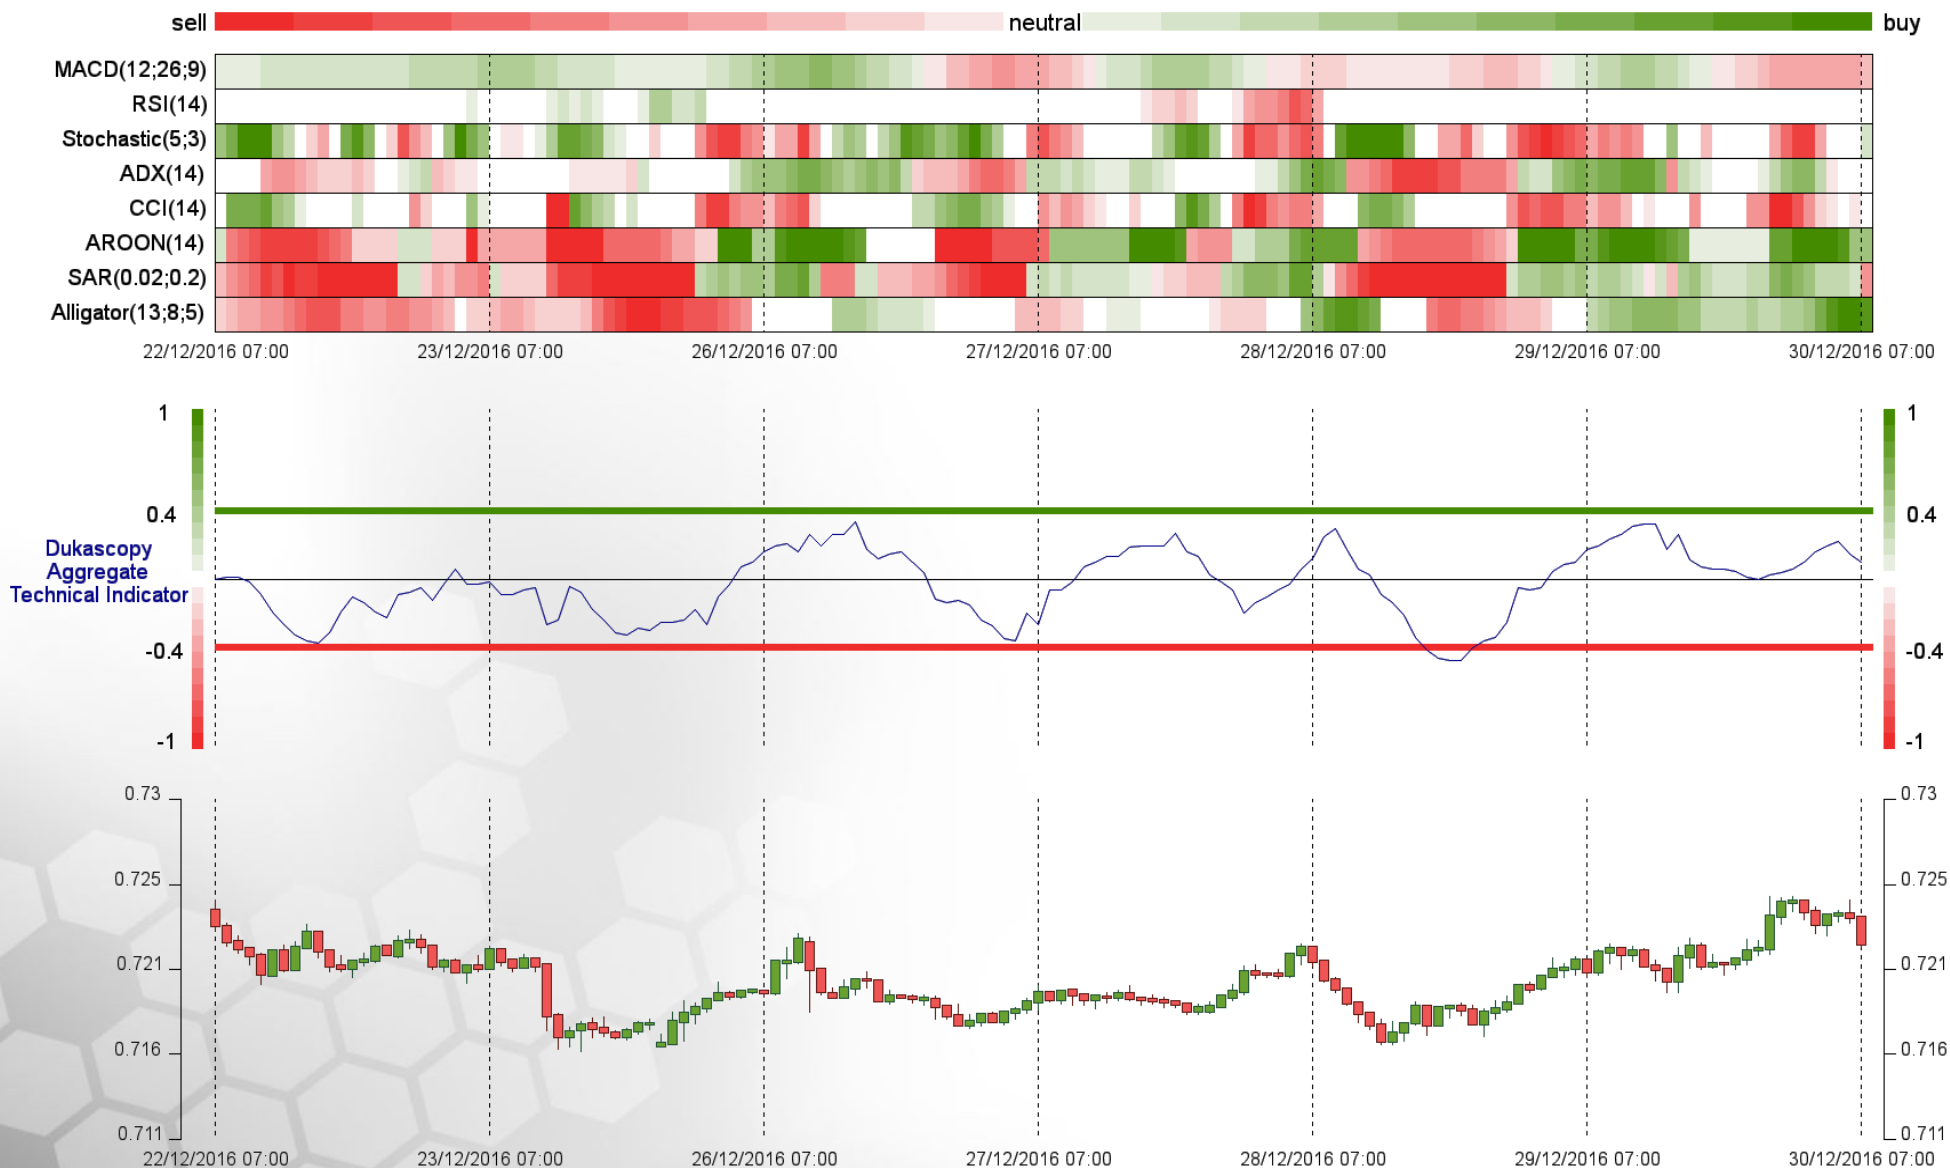 sell neutral buy
MACD(12;26;9)
RSI(14)
Stochastic(5;3)
ADX(14)
CCI(14)
AROON(14)
SAR(0.02;0.2)
Alligator(13;8;5)
22/12/2016 07:00 23/12/2016 07:00 26/12/2016 07:00 27/12/2016 07:00 28/12/2016 07:00 29/12/2016 07:00 30/12/2016 07:00
1 1
0.4 0.4
Dukascopy
Aggregate
Technical Indicator
-0.4 -0.4
-1 -1
0.73 0.73
0.725 0.725
0.721 0.721
0.716 0.716
0.711 0.711
22/12/2016 07:00 23/12/2016 07:00 26/12/2016 07:00 27/12/2016 07:00 28/12/2016 07:00 29/12/2016 07:00 30/12/2016 07:00